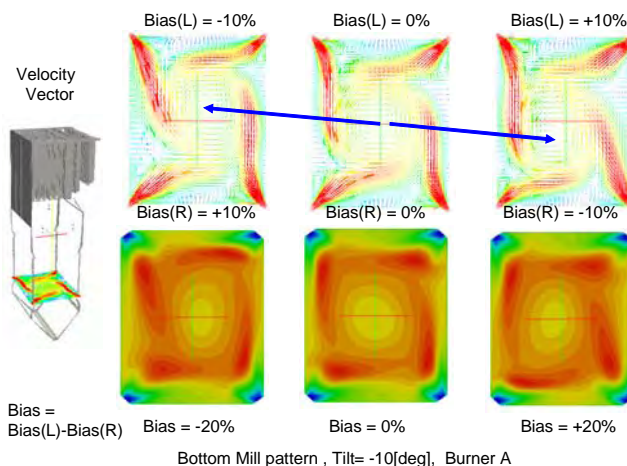 Bias(L) = -10%
Bias(L) = 0%
Bias(L) = +10%
Velocity
Vector
Bias(R) = +10%
Bias(R) = 0%
Bias(R) = -10%
Bias =
Bias(L)-Bias(R)
Bias = -20%
Bias = 0%
Bias = +20%
Bottom Mill pattern , Tilt= -10[deg], Burner A